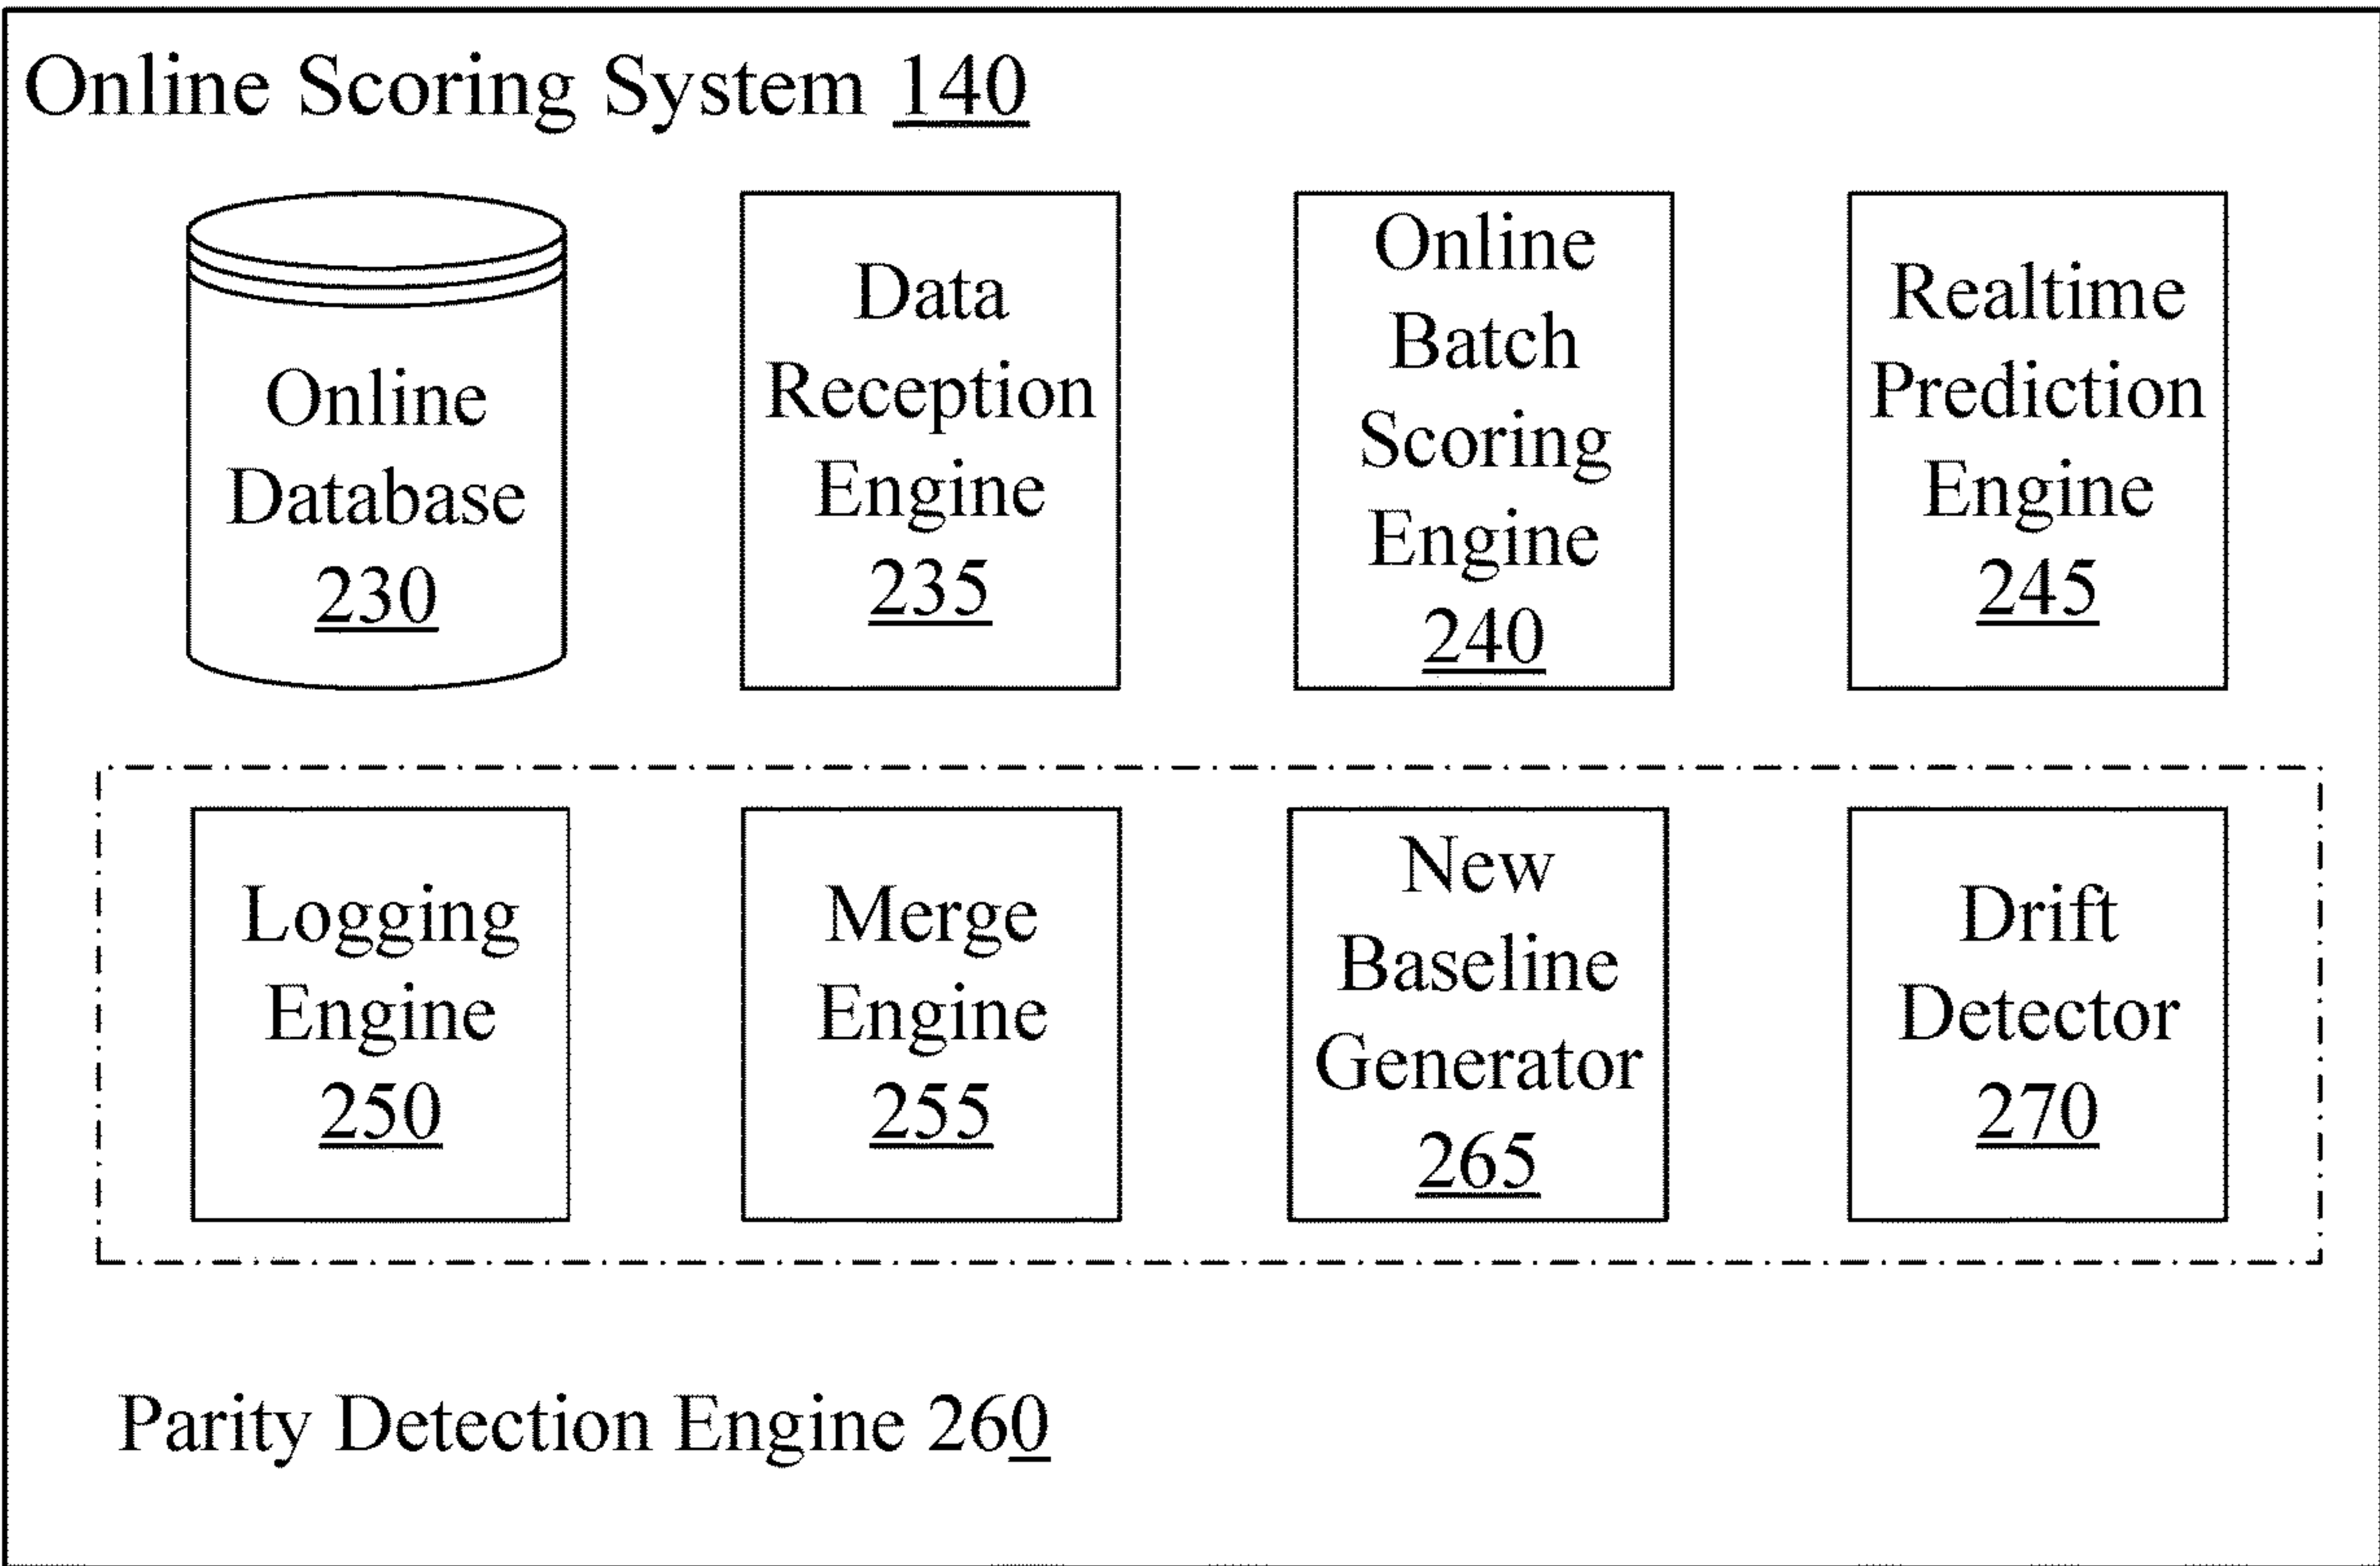 Online Scoring System 140
Online
Database
230
Data
Reception
Engine
235
Online
Batch
Scoring
Engine
240
Realtime
Prediction
Engine
245
Logging
Engine
250
Merge
Engine
255
New
Baseline
Generator
265
Drift
Detector
270
Parity Detection Engine 260